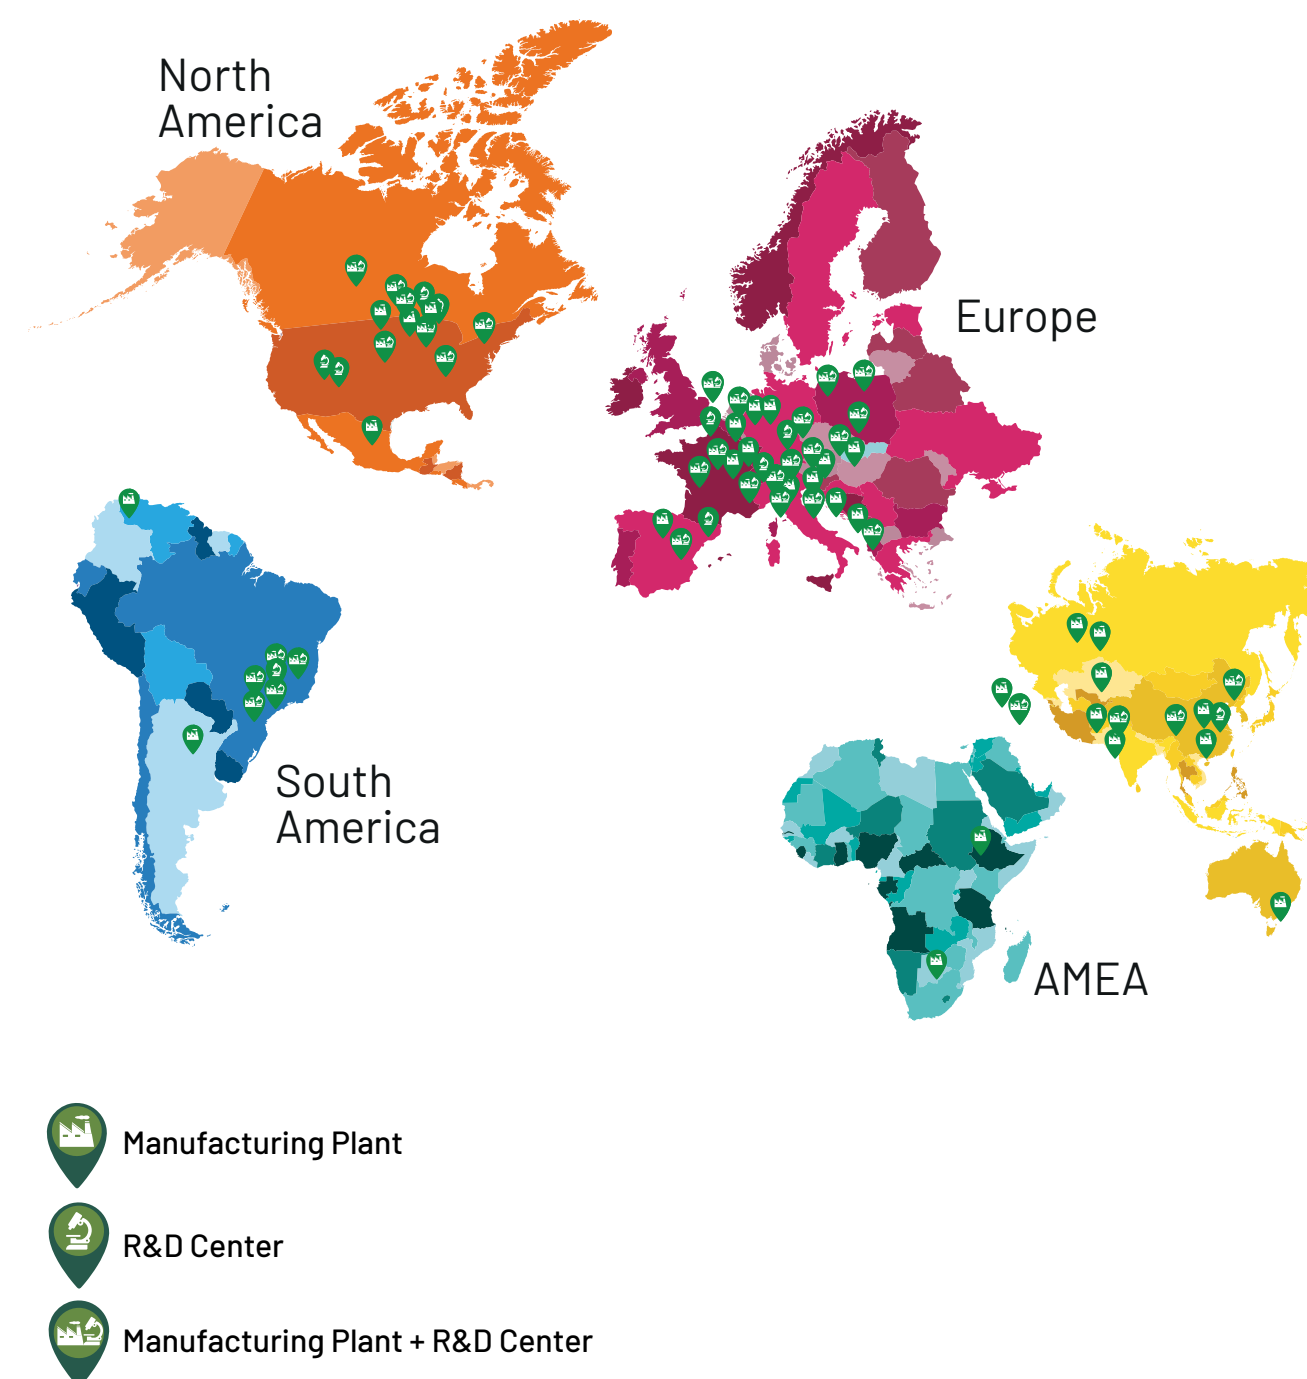 North
America
Europe
South
America
AMEA
Manufacturing Plant
R&D Center
Manufacturing Plant + R&D Center